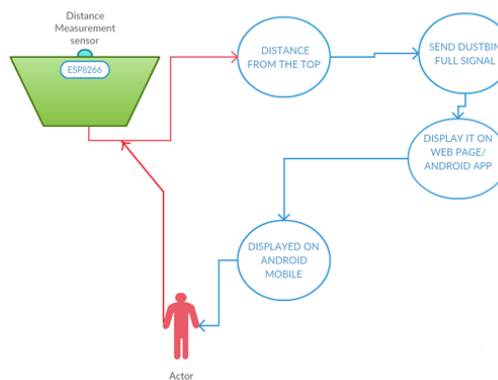 Distance
Measurement
sensor
ESP8266
DISTANCE
FROM THE TOP
SEND DUSTBIN
FULL SIGNAL
DISPLAY IT ON
WEB PAGE/
ANDROID APP
DISPLAYED ON
ANDROID
MOBILE
Actor